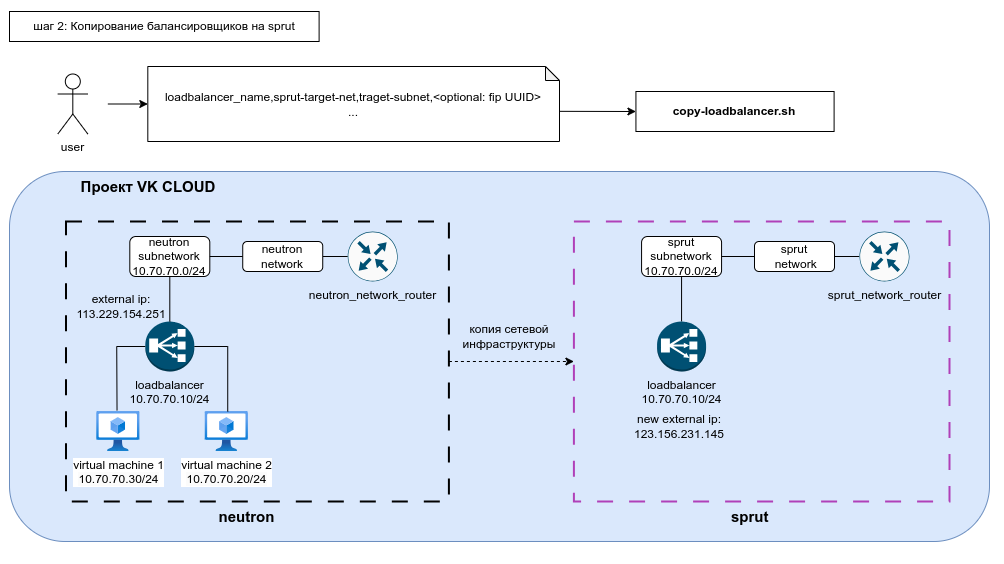 шаг 2: Копирование балансировщиков на sprut
loadbalancer_name,sprut-target-net,traget-subnet,<optional: fip UUID>
...
copy-loadbalancer.sh
user
Проект VK CLOUD
neutron
subnetwork
10.70.70.0/24
neutron
network
neutron_network_router
external ip:
113.229.154.251
loadbalancer
10.70.70.10/24
virtual machine 1
10.70.70.30/24
virtual machine 2
10.70.70.20/24
neutron
копия сетевой
инфраструктуры
sprut
subnetwork
10.70.70.0/24
sprut
network
sprut_network_router
loadbalancer
10.70.70.10/24
new external ip:
123.156.231.145
sprut